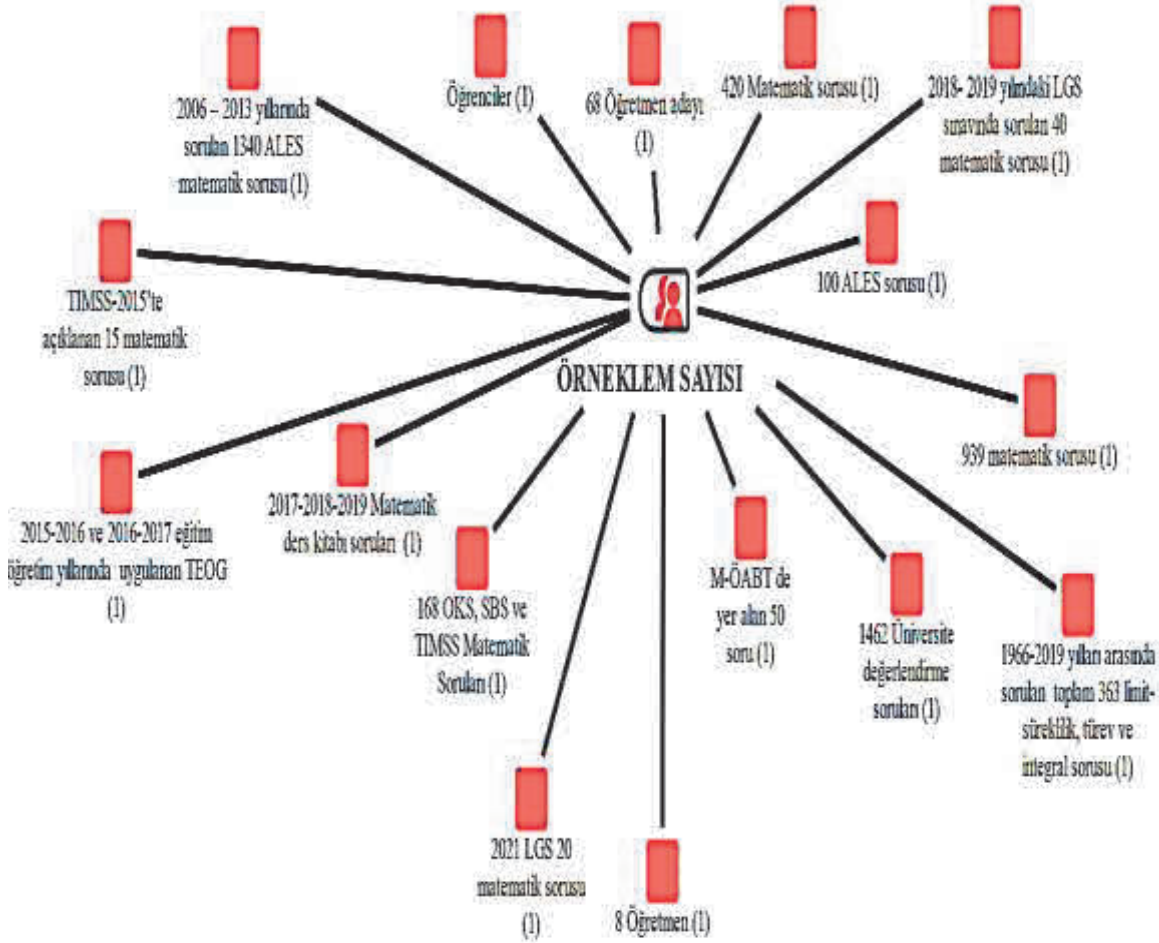 2006 – 2013 yıllarında
sorulan 1340 ALES
matematik sorusu (1)
Öğrenciler (1)
68 Öğretmen adayı
(1)
420 Matematik sorusu (1)
2018- 2019 yılındaki LGS
sınavında sorulan 40
matematik sorusu (1)
TIMSS-2015'te
açıklanan 15 matematik
sorusu (1)
100 ALES sorusu (1)
ÖRNEKLEM SAYISI
939 matematik sorusu (1)
2015-2016 ve 2016-2017 eğitim
öğretim yıllarında uygulanan TEOG
(1)
2017-2018-2019 Matematik
ders kitabı soruları (1)
168 OKS, SBS ve
TIMSS Matematik
Soruları (1)
M-ÖABT de
yer alan 50
soru (1)
1462 Üniversite
değerlendirme
soruları (1)
1966-2019 yılları arasında
sorulan toplam 363 limit-
süreklilik, türev ve
integral sorusu (1)
2021 LGS 20
matematik sorusu
(1)
8 Öğretmen (1)